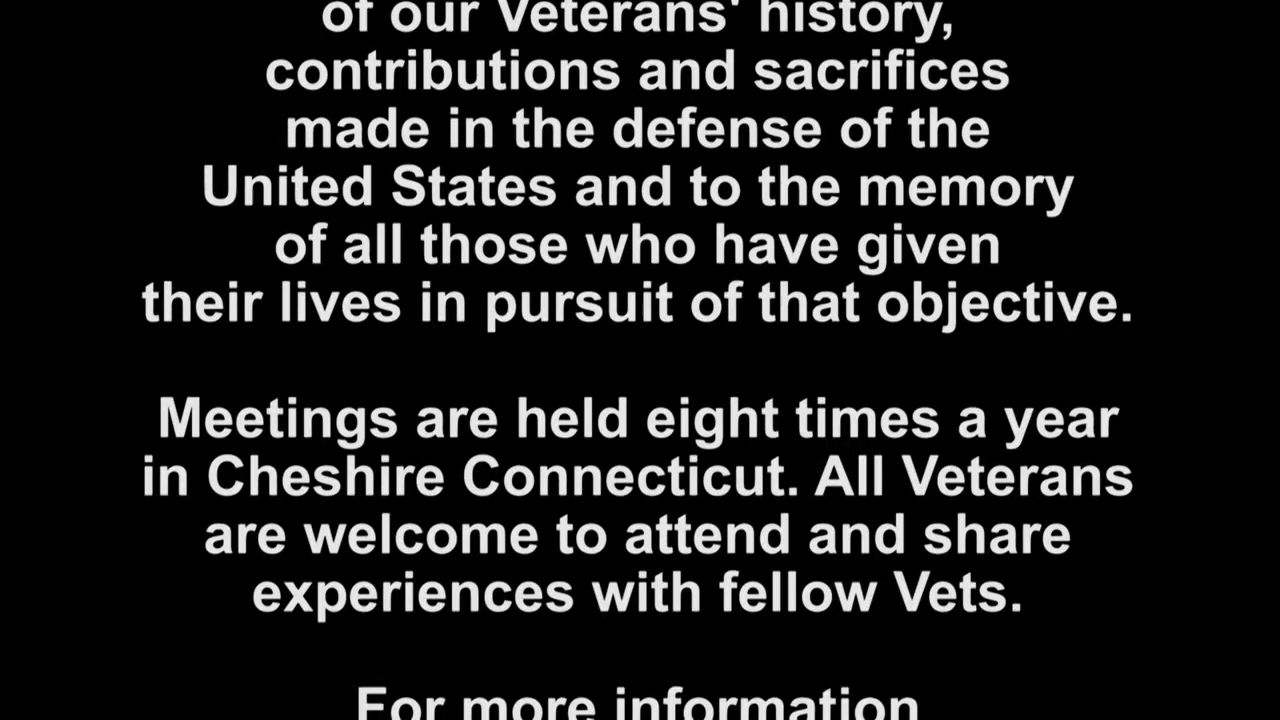 of our Veterans' history,
contributions and sacrifices
made in the defense of the
United States and to the memory
of all those who have given
their lives in pursuit of that objective.
Meetings are held eight times a year
in Cheshire Connecticut. All Veterans
are welcome to attend and share
experiences with fellow Vets.
For more information